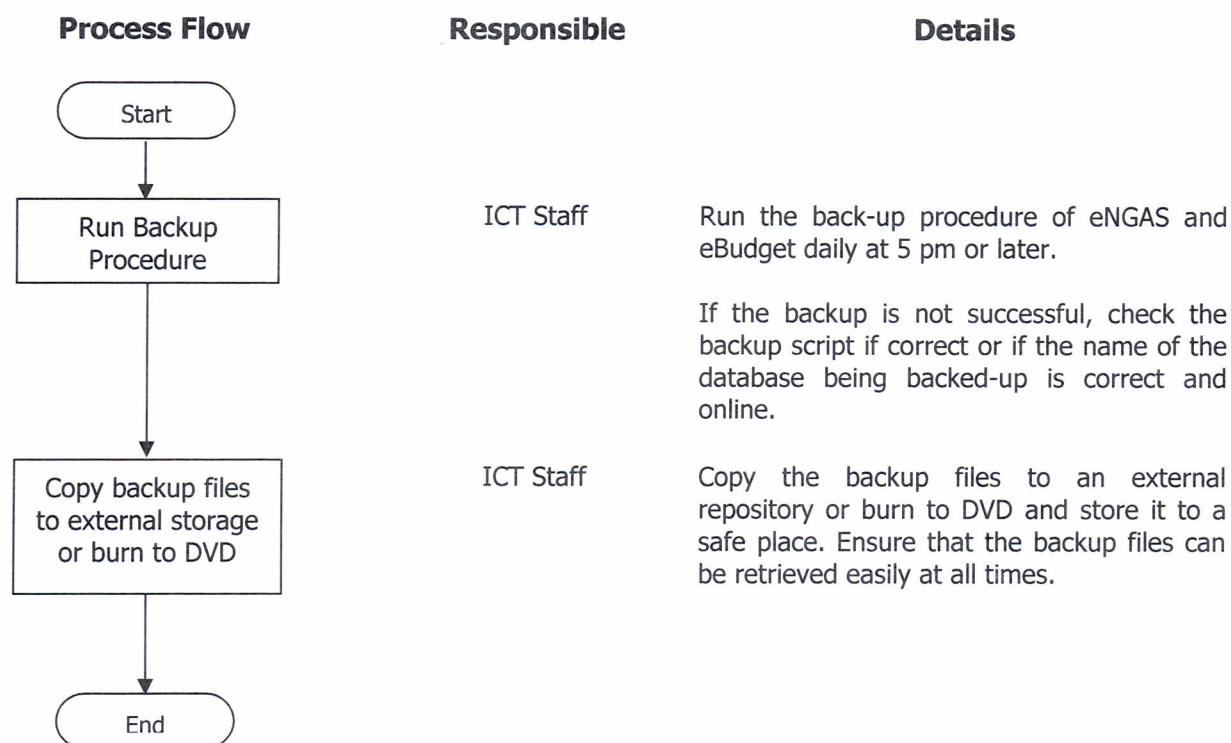 Process Flow
Responsible
Details
Start
Run Backup
Procedure
ICT Staff
Run the back-up procedure of eNGAS and
eBudget daily at 5 pm or later.
If the backup is not successful, check the
backup script if correct or if the name of the
database being backed-up is correct and
online.
Copy backup files
to external storage
or burn to DVD
ICT Staff
Copy the backup files to an external
repository or burn to DVD and store it to a
safe place. Ensure that the backup files can
be retrieved easily at all times.
End